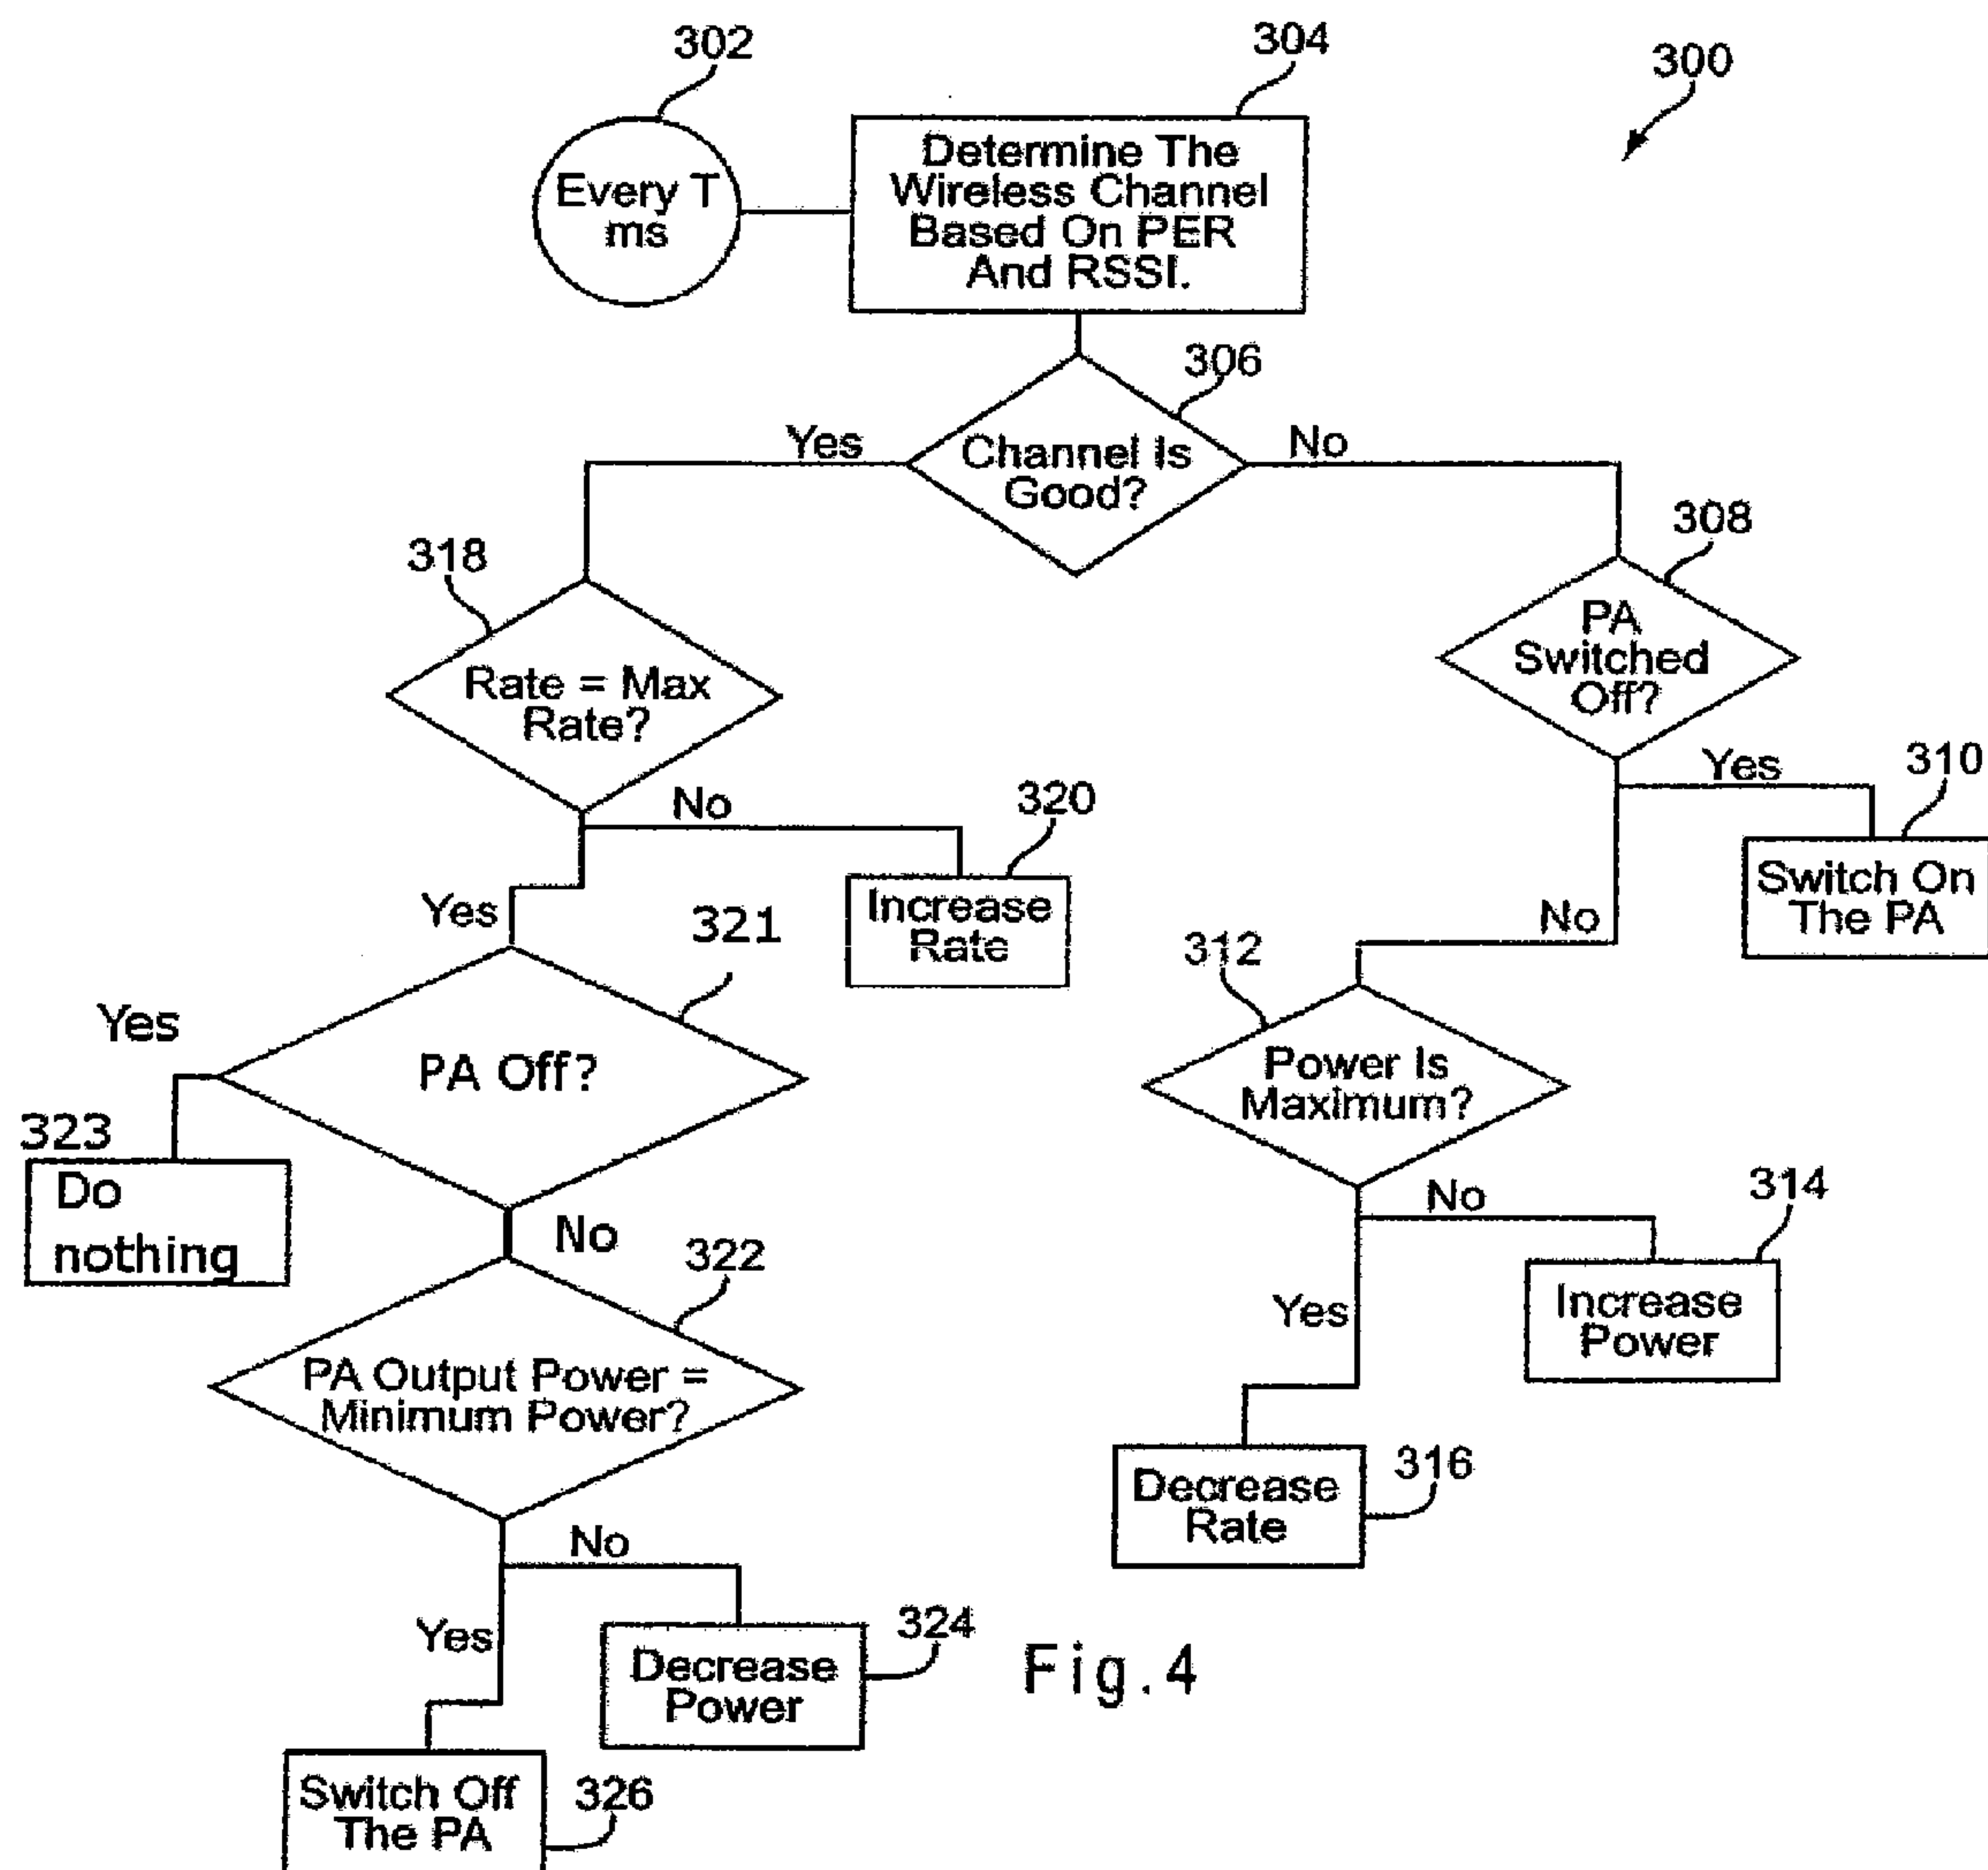 302
304
300
Every T
ms
Determine The
Wireless Channel
Based On PER
And RSSI.
306
Yes
Channel Is
Good?
No
318
308
Rate = Max
Rate?
PA
Switched
Off?
No
320
Yes
310
Yes
Increase
Rate
321
No
Switch On
The PA
312
Yes
PA Off?
Power Is
Maximum?
323
Do
nothing
No
322
No
314
Yes
Increase
Power
PA Output Power =
Minimum Power?
Decrease
Rate
316
No
Yes
Decrease
Power
324
Fig.4
Switch Off
The PA
326